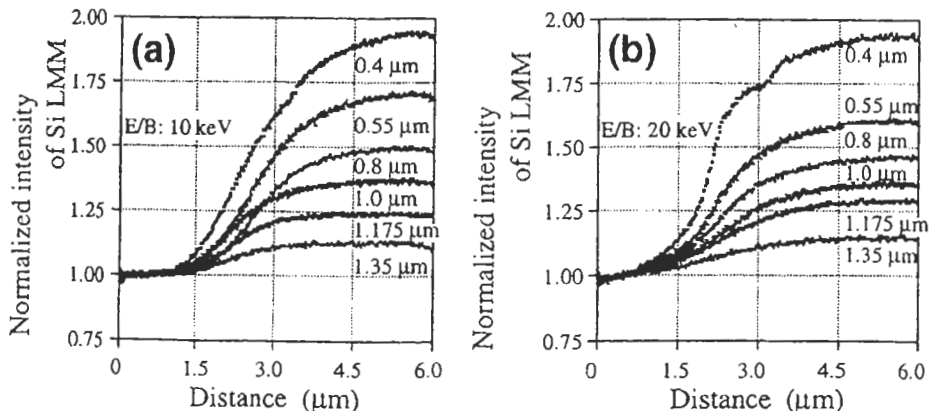 (a)
Normalized intensity
of Si LMM
2.00
1.75
1.50
1.25
1.00
0.75
E/B: 10 keV
0.4 μm
0.55 μm
0.8 μm
1.0 μm
1.175 μm
1.35 μm
0
1.5
3.0
4.5
6.0
Distance (μm)
(b)
Normalized intensity
of Si LMM
2.00
1.75
1.50
1.25
1.00
0.75
E/B: 20 keV
0.4 μm
0.55 μm
0.8 μm
1.0 μm
1.175 μm
1.35 μm
0
1.5
3.0
4.5
6.0
Distance (μm)